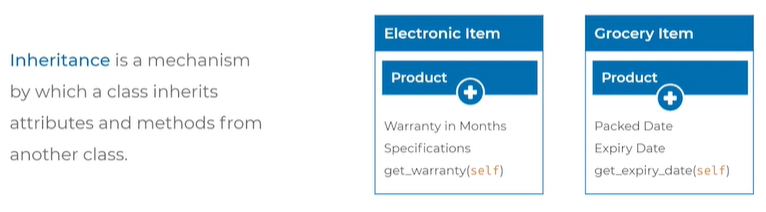 Inheritance is a mechanism
by which a class inherits
attributes and methods from
another class.
Electronic Item
Product
Warranty in Months
Specifications
get_warranty(self)
Grocery Item
Product
Packed Date
Expiry Date
get_expiry_date(self)